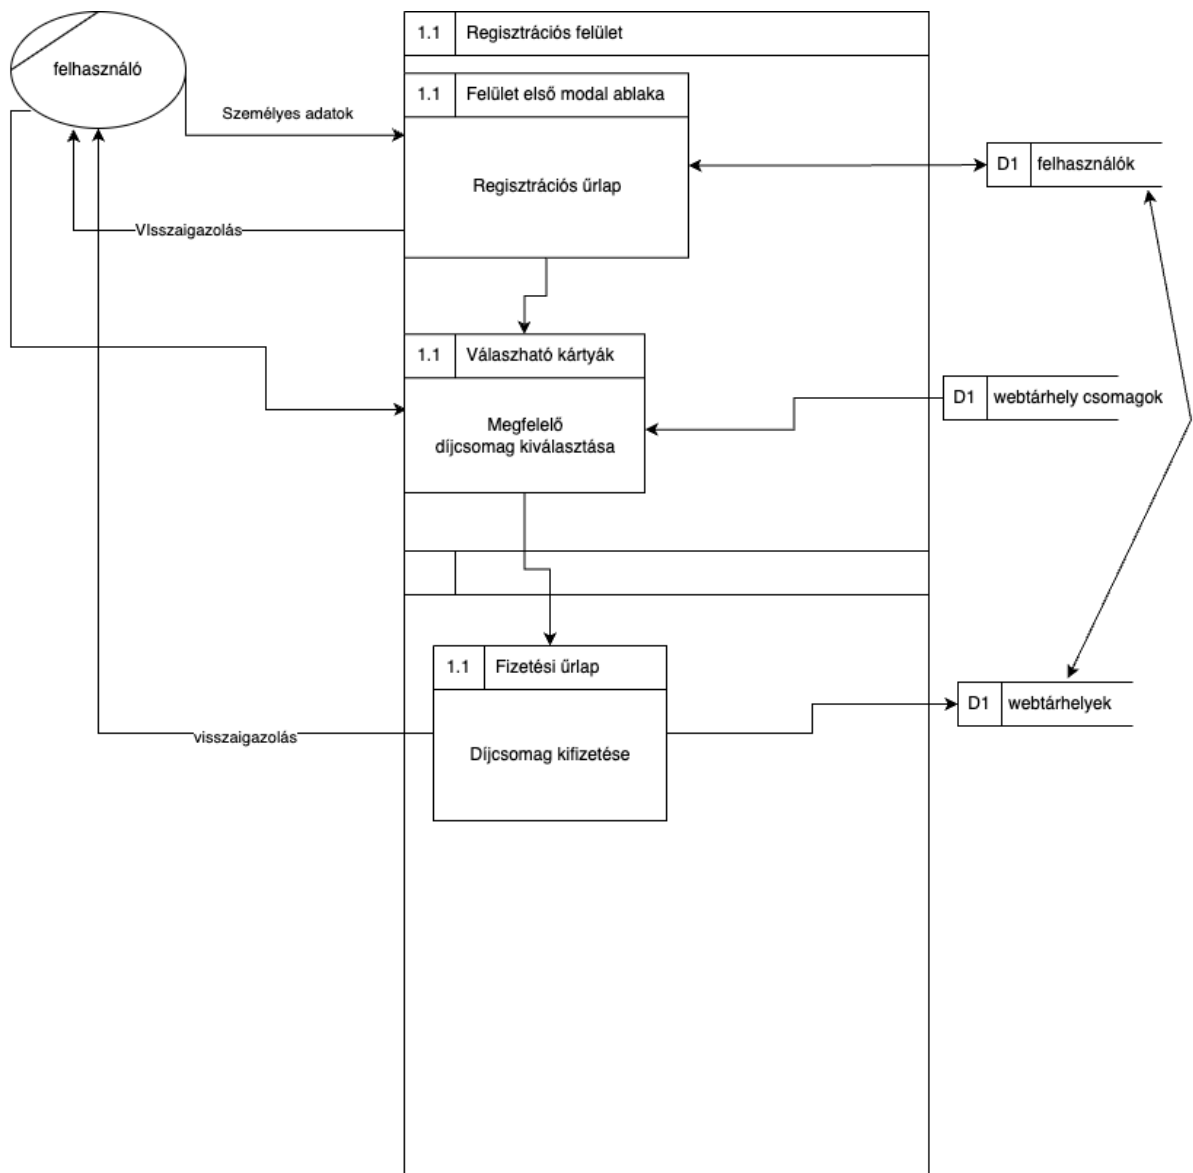 1.1 Regisztrációs felület
felhasználó
1.1 Felület első modal ablaka
Személyes adatok
D1 felhasználók
Regisztrációs űrlap
VIsszaigazolás
1.1 Válaszható kártyák
D1 webtárhely csomagok
Megfelelő
díjcsomag kiválasztása
1.1 Fizetési űrlap
D1 webtárhelyek
visszaigazolás
Díjcsomag kifizetése